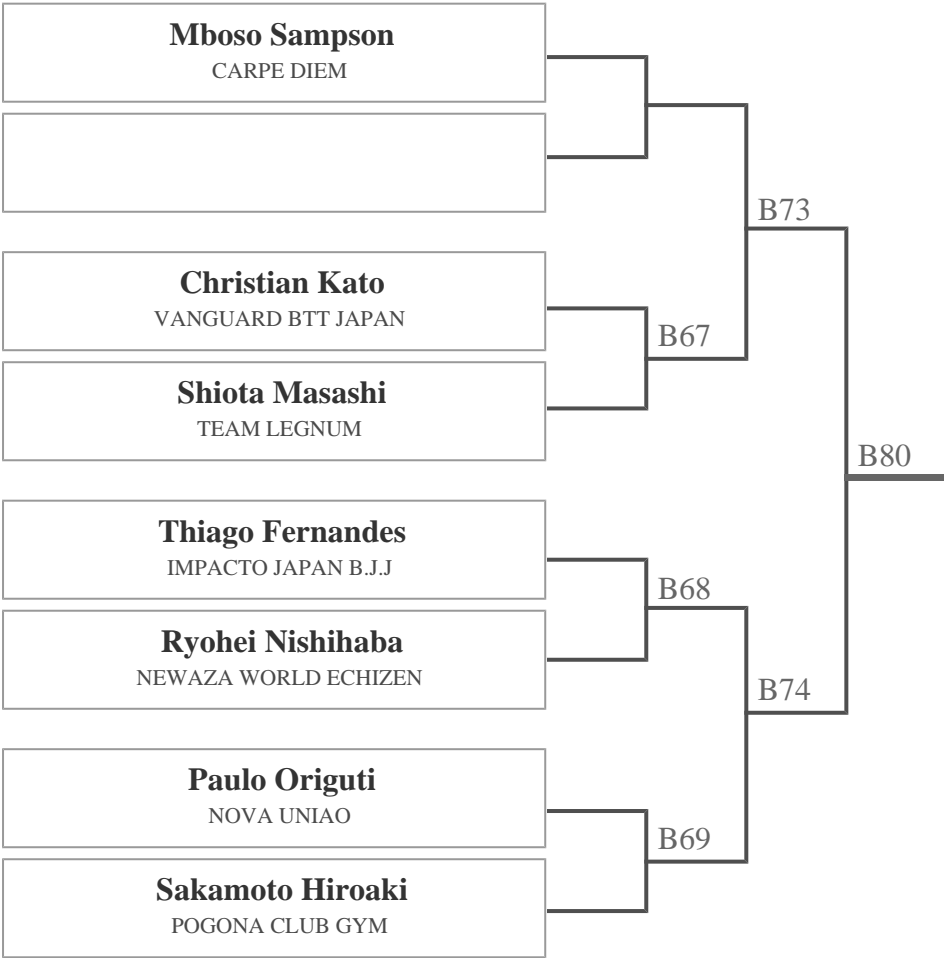 Mboso Sampson
CARPE DIEM
B73
Christian Kato
VANGUARD BTT JAPAN
B67
Shiota Masashi
TEAM LEGNUM
B80
Thiago Fernandes
IMPACTO JAPAN B.J.J
B68
Ryohei Nishihaba
NEWAZA WORLD ECHIZEN
B74
Paulo Origuti
NOVA UNIAO
B69
Sakamoto Hiroaki
POGONA CLUB GYM